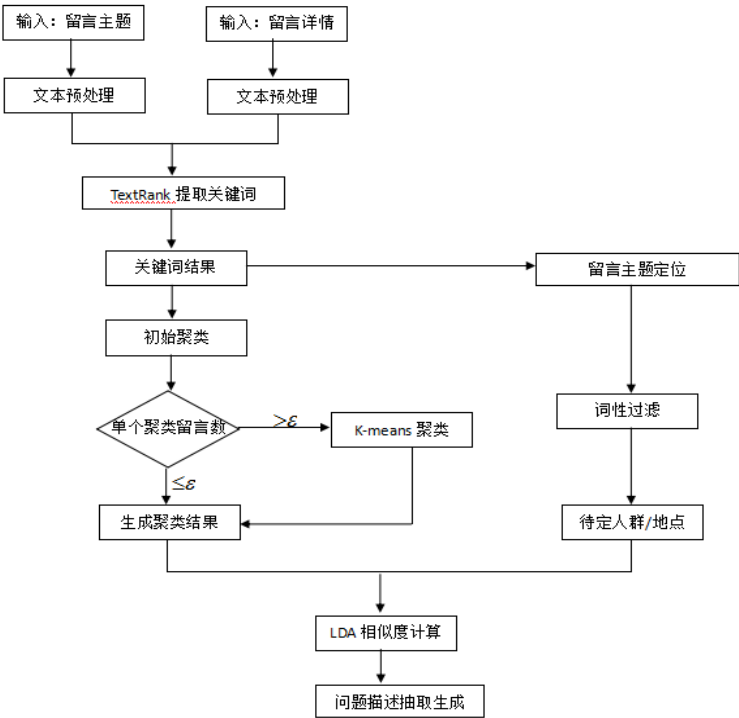 输入：留言主题
输入：留言详情
文本预处理
文本预处理
TextRank 提取关键词
关键词结果
留言主题定位
初始聚类
词性过滤
单个聚类留言数
>ε
K-means 聚类
≤ε
生成聚类结果
待定人群/地点
LDA 相似度计算
问题描述抽取生成